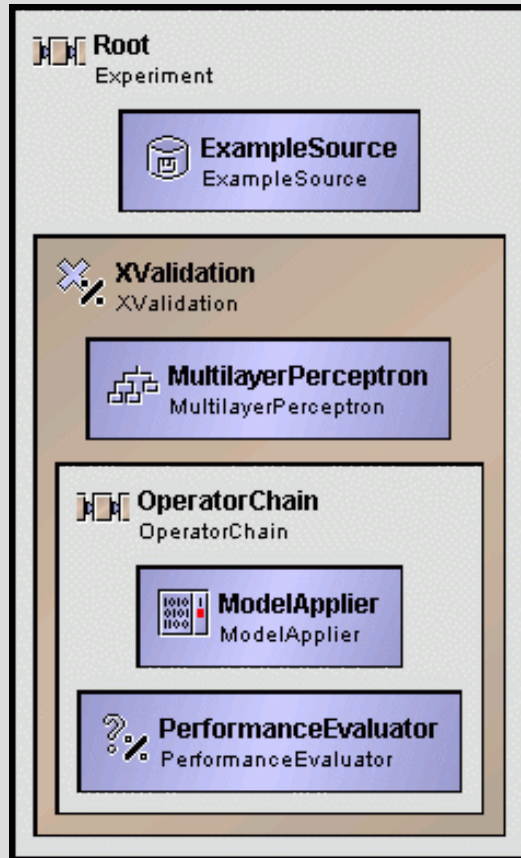 Root
Experiment
ExampleSource
ExampleSource
XValidation
XValidation
MultilayerPerceptron
MultilayerPerceptron
OperatorChain
OperatorChain
ModelApplier
ModelApplier
PerformanceEvaluator
PerformanceEvaluator